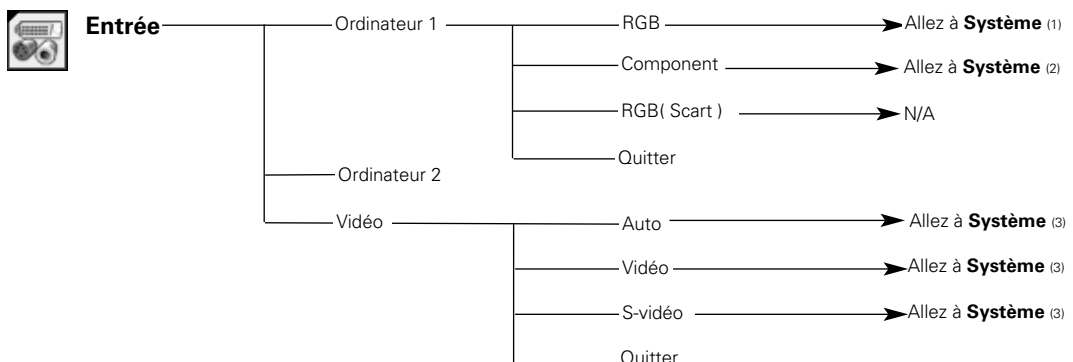 Entrée Ordinateur 1 RGB Allez à Système (1)
Component Allez à Système (2)
RGB( Scart ) N/A
Quitter
Ordinateur 2
Vidéo Auto Allez à Système (3)
Vidéo Allez à Système (3)
S-vidéo Allez à Système (3)
Quitter